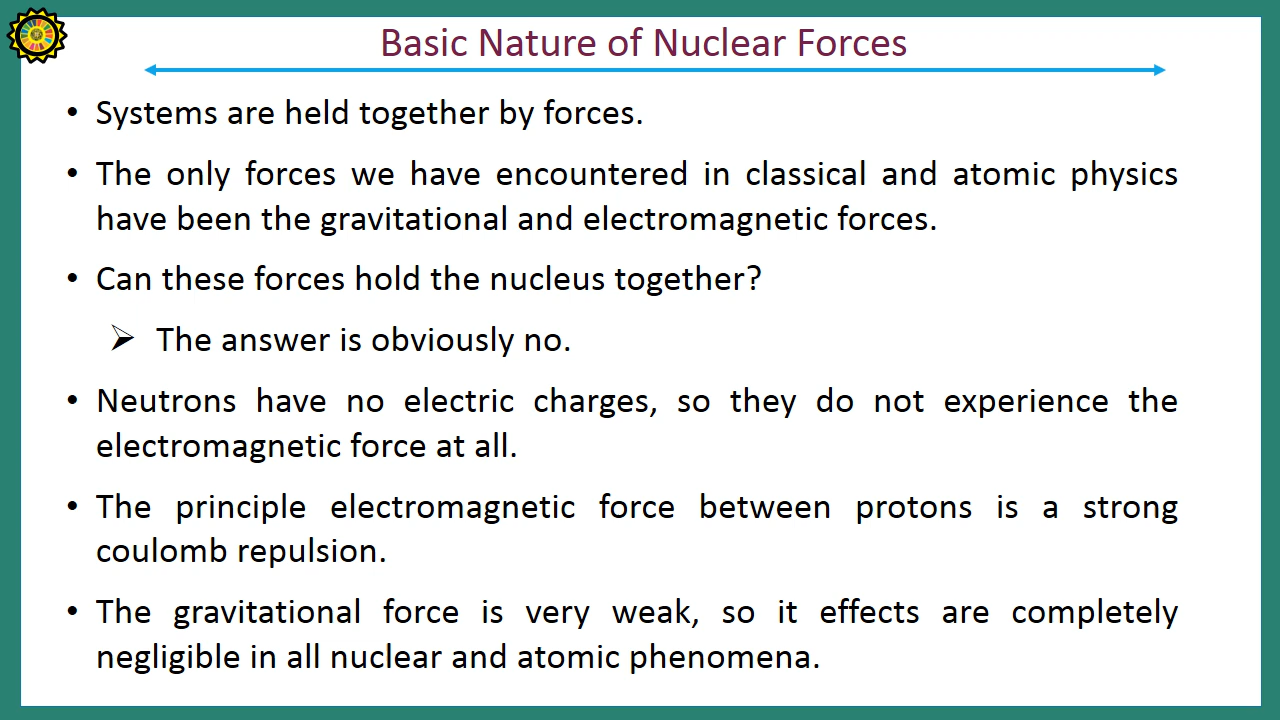 Basic Nature of Nuclear Forces
• Systems are held together by forces.
• The only forces we have encountered in classical and atomic physics
have been the gravitational and electromagnetic forces.
• Can these forces hold the nucleus together?
➢ The answer is obviously no.
• Neutrons have no electric charges, so they do not experience the
electromagnetic force at all.
• The principle electromagnetic force between protons is a strong
coulomb repulsion.
• The gravitational force is very weak, so it effects are completely
negligible in all nuclear and atomic phenomena.